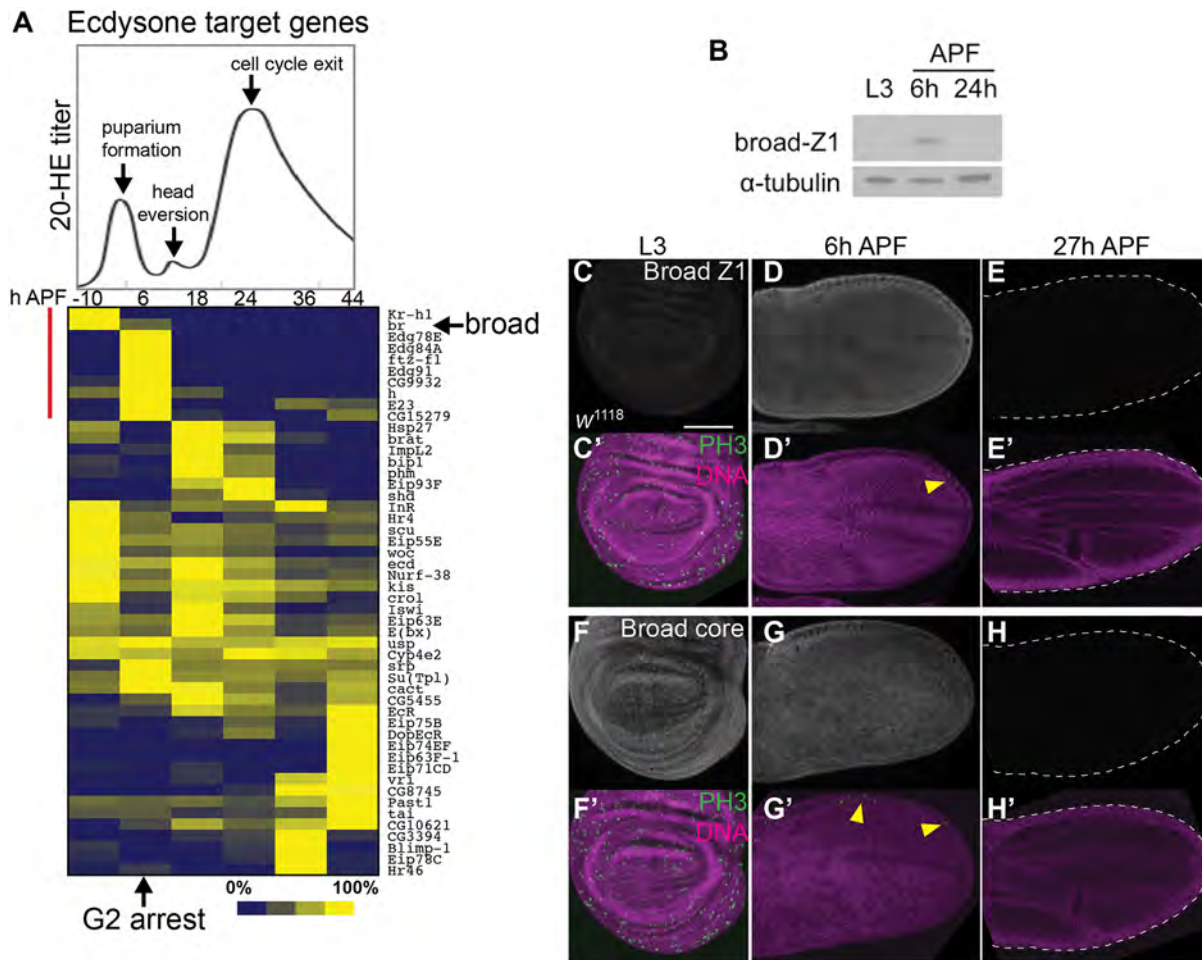 A Ecdysone target genes
20-HE titer
puparium
formation
head
eversion
cell cycle exit
h APF -10 6 18 24 36 44
Kr-h1
br
broad
Edg78E
Edg84A
ftz-f1
Edg91
CG9932
h
E23
CG15279
Hsp27
brat
ImpL2
bip1
phm
Eip93F
shd
InR
Hr4
scu
Eip55E
woc
ecd
Nurf-38
kis
crol
Iswi
Eip63E
E(bx)
usp
Cyp4e2
srp
Su(Tpl)
cact
CG5455
EcR
Eip75B
DopEcR
Eip74EF
Eip63F-1
Eip71CD
vri
CG8745
Past1
tai
CG10621
CG3394
Blimp-1
Eip78C
Hr46
0% 100%
G2 arrest
B
APF
L3 6h 24h
broad-Z1
α-tubulin
L3 6h APF 27h APF
C Broad Z1 D E
w1118
C' PH3 D' E'
DNA
F Broad core G H
F' PH3 G' H'
DNA